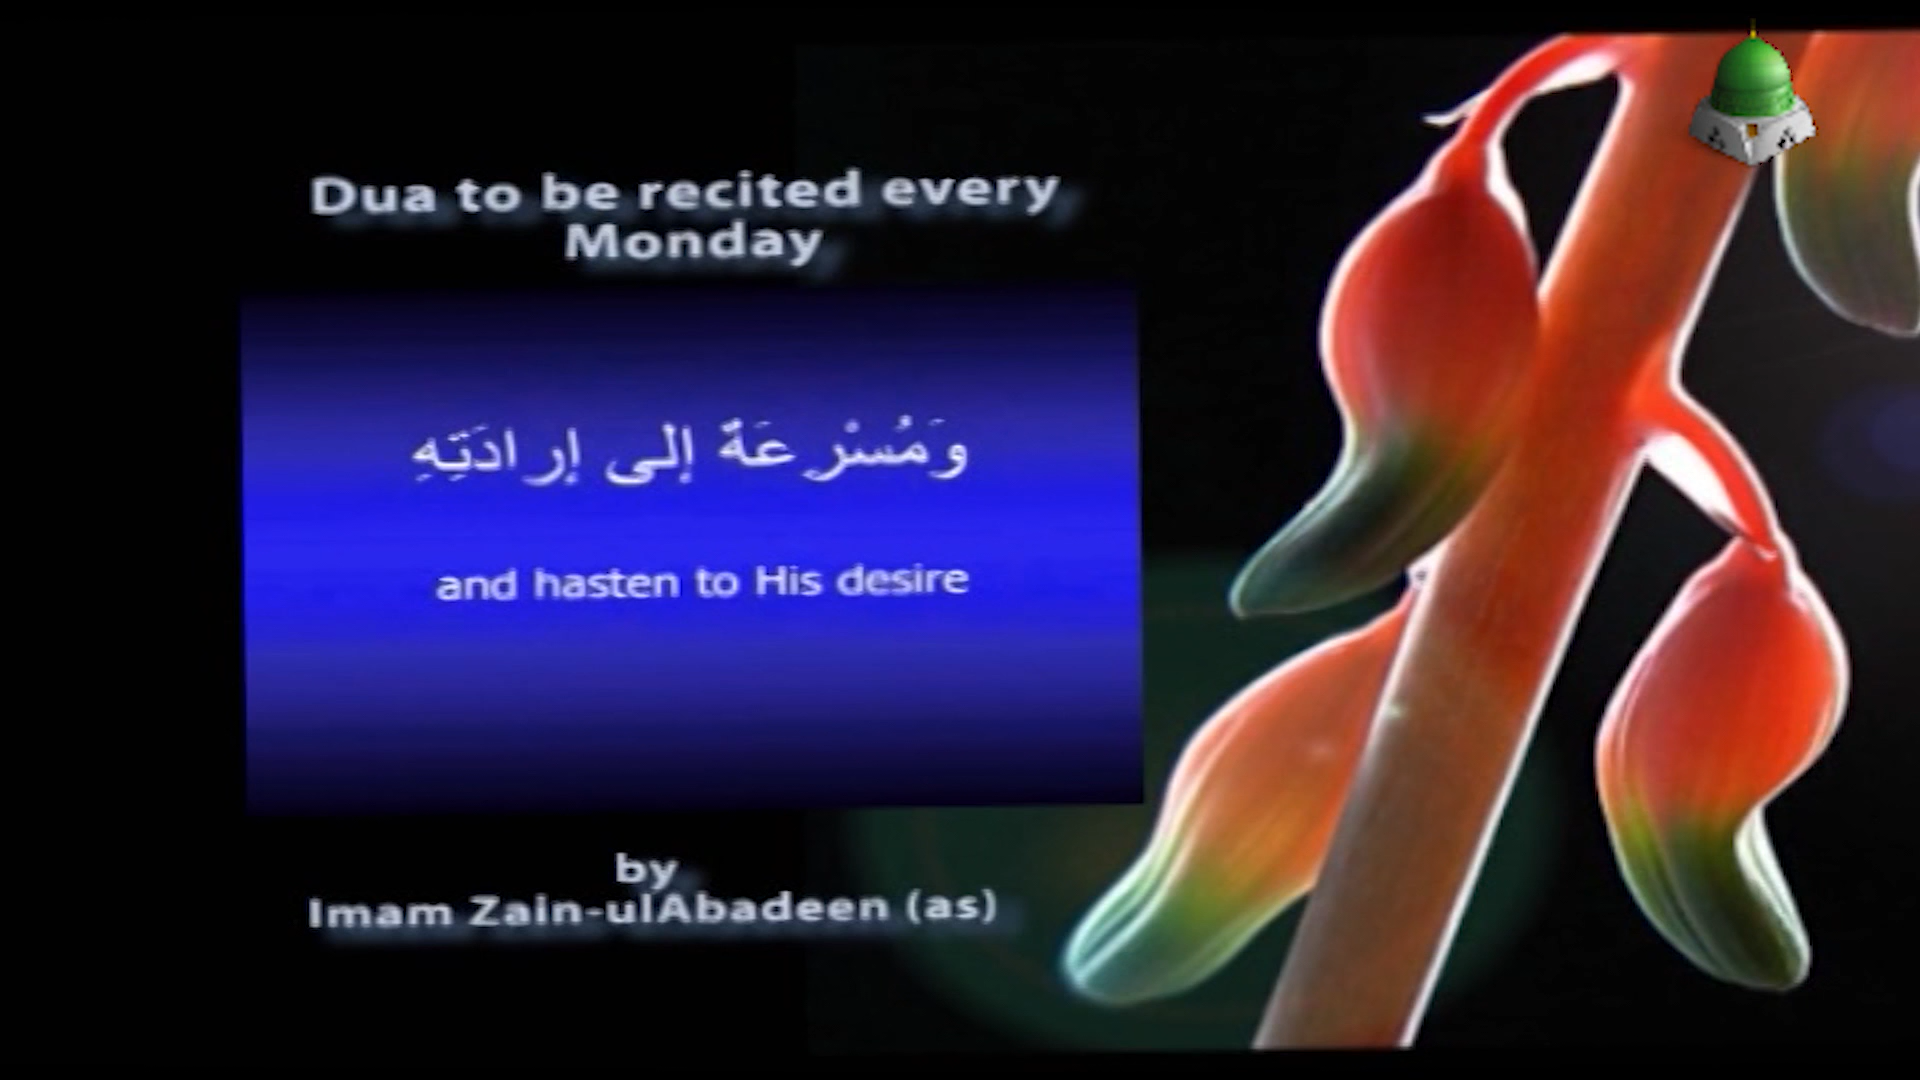 Dua to be recited every
Monday
وَمُسْرِعَةٌ إلى إرادَتِهِ
and hasten to His desire
by
Imam Zain-ulAbadeen (as)